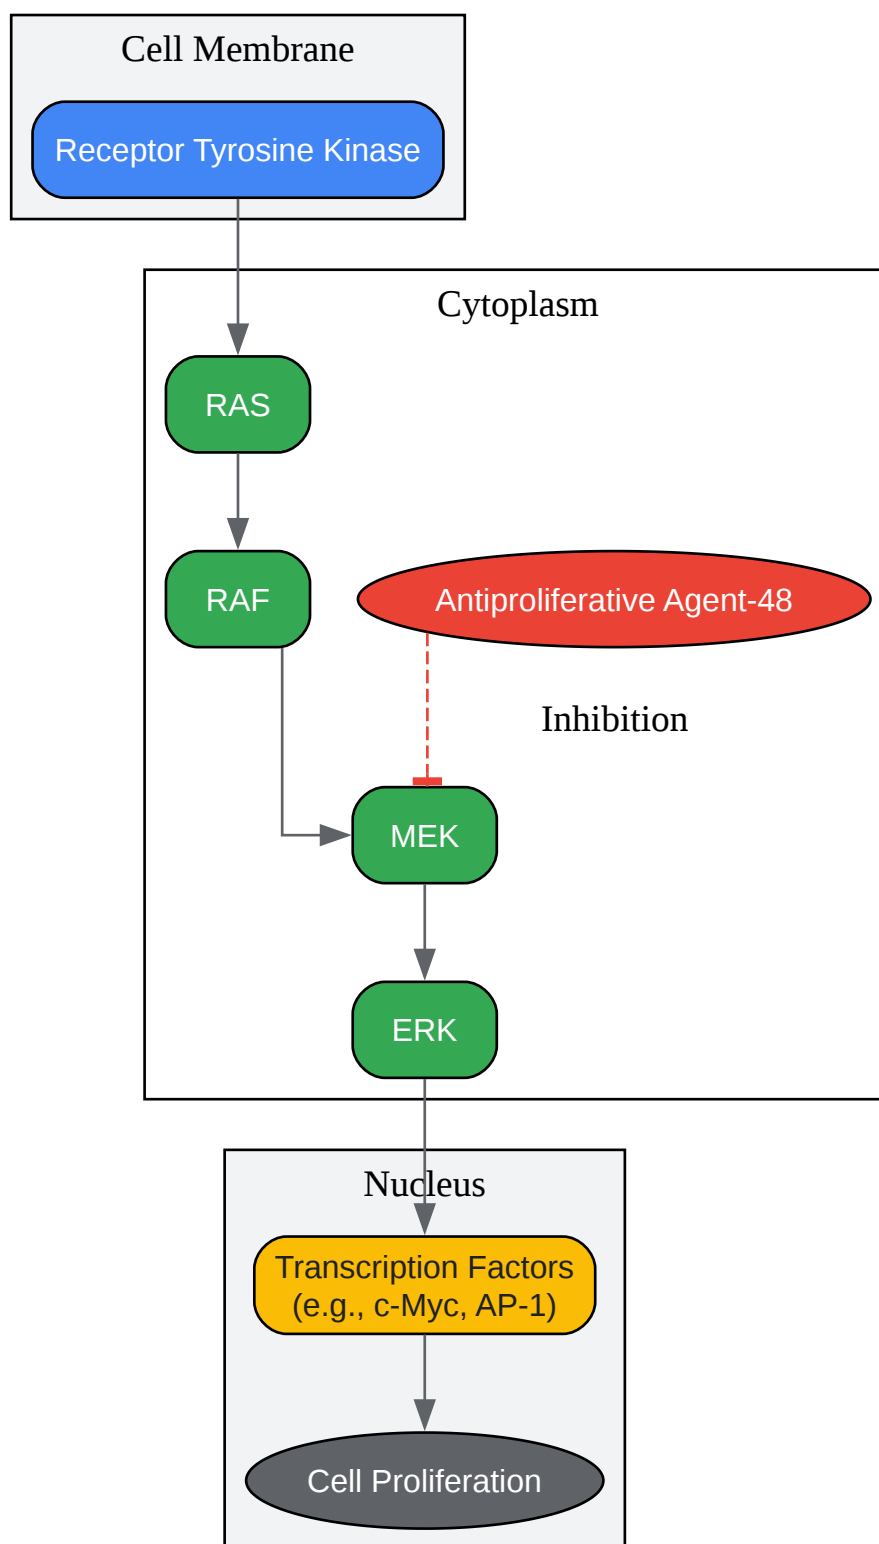 Cell Membrane
Receptor Tyrosine Kinase
Cytoplasm
RAS
RAF
Antiproliferative Agent-48
Inhibition
MEK
ERK
Nucleus
Transcription Factors
(e.g., c-Myc, AP-1)
Cell Proliferation